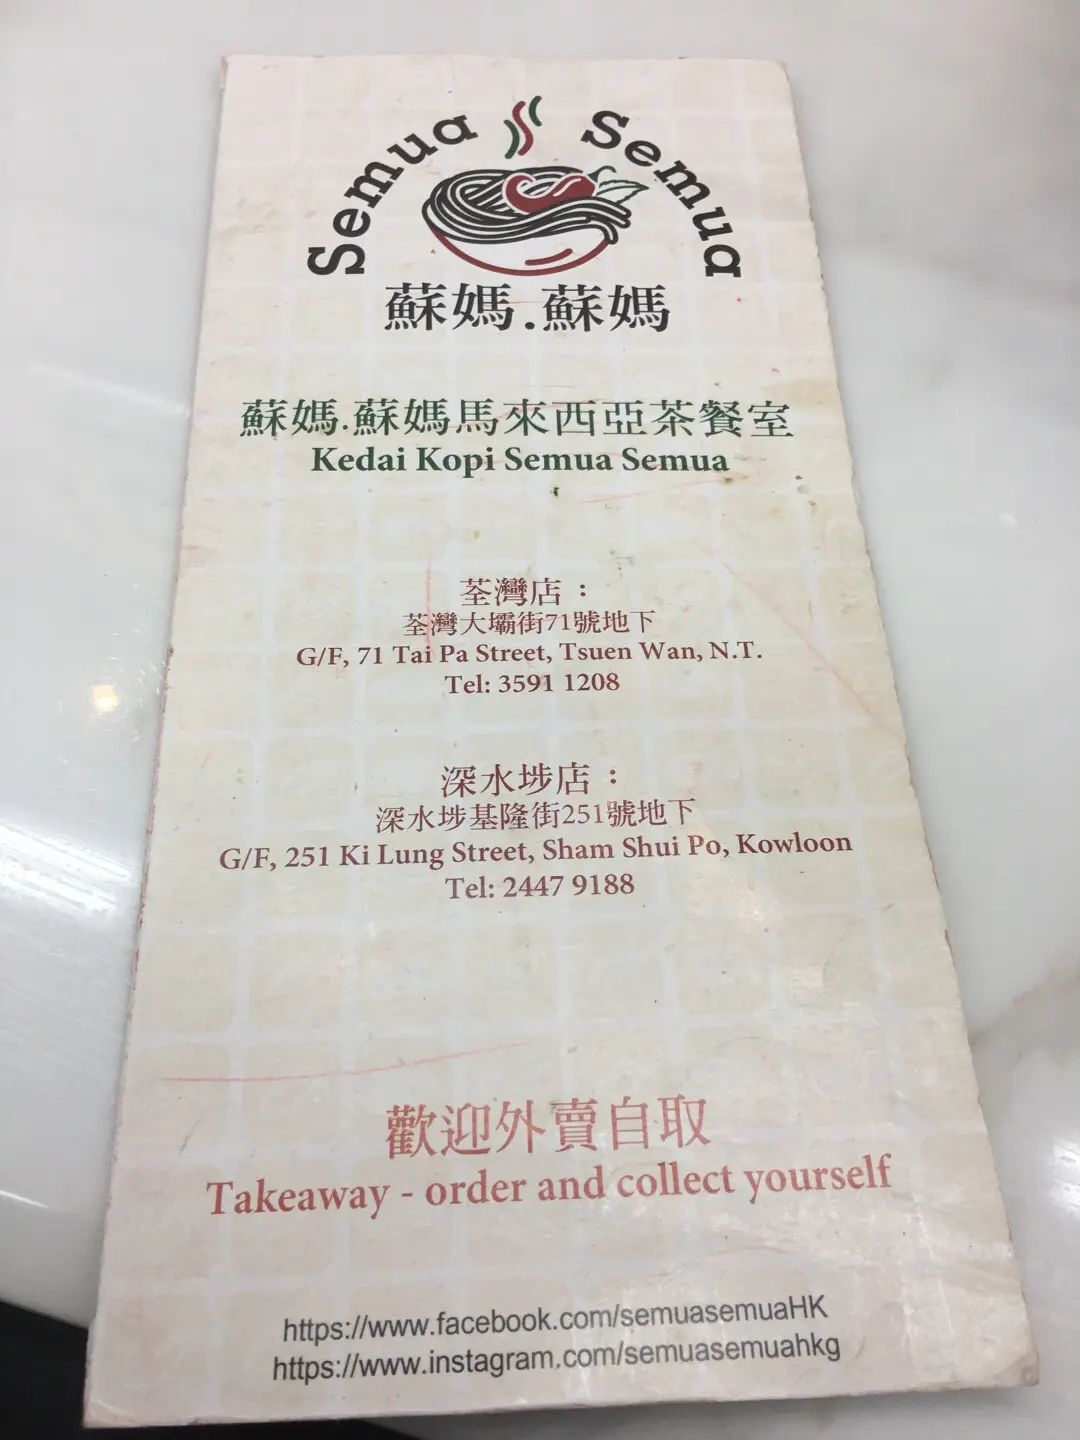 Semua Semua
蘇媽.蘇媽
蘇媽.蘇媽馬來西亞茶餐室
Kedai Kopi Semua Semua
荃灣店：
荃灣大壩街71號地下
G/F, 71 Tai Pa Street, Tsuen Wan, N.T.
Tel: 3591 1208
深水埗店：
深水埗基隆街251號地下
G/F, 251 Ki Lung Street, Sham Shui Po, Kowloon
Tel: 2447 9188
歡迎外賣自取
Takeaway - order and collect yourself
https://www.facebook.com/semuasemuaHK
https://www.instagram.com/semuasemuahkg